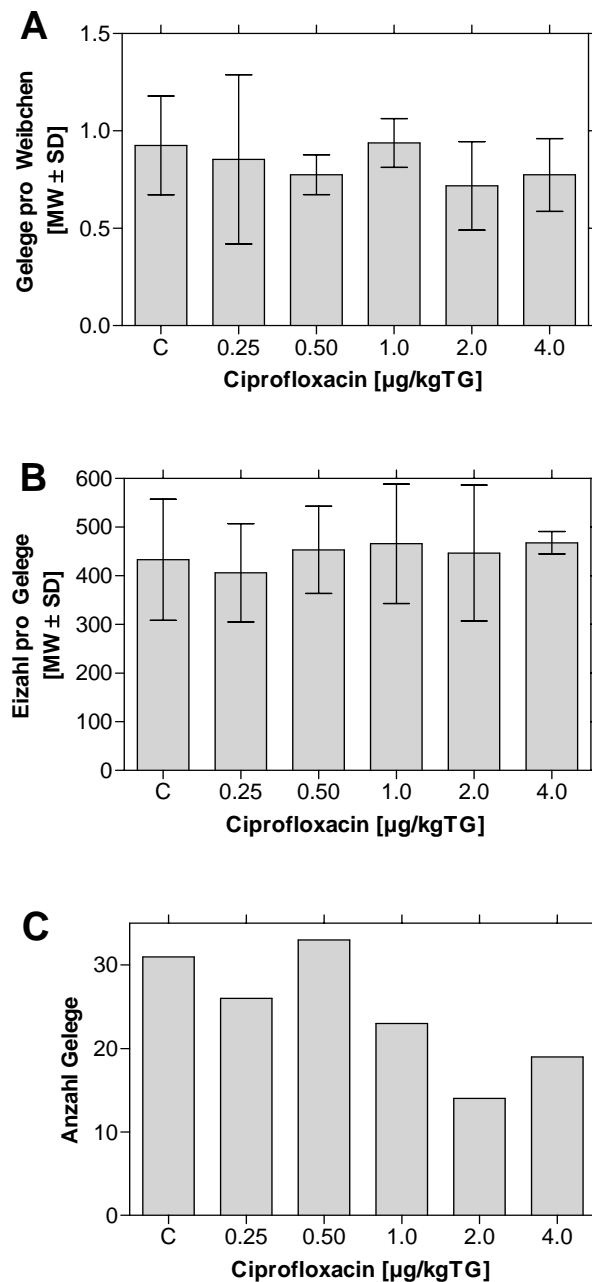 A
Gelege pro Weibchen
[MW ± SD]
1.5
1.0
0.5
0.0
C 0.25 0.50 1.0 2.0 4.0
Ciprofloxacin [µg/kgTG]
B
Eizahl pro Gelege
[MW ± SD]
600
500
400
300
200
100
0
C 0.25 0.50 1.0 2.0 4.0
Ciprofloxacin [µg/kgTG]
C
Anzahl Gelege
30
20
10
0
C 0.25 0.50 1.0 2.0 4.0
Ciprofloxacin [µg/kgTG]